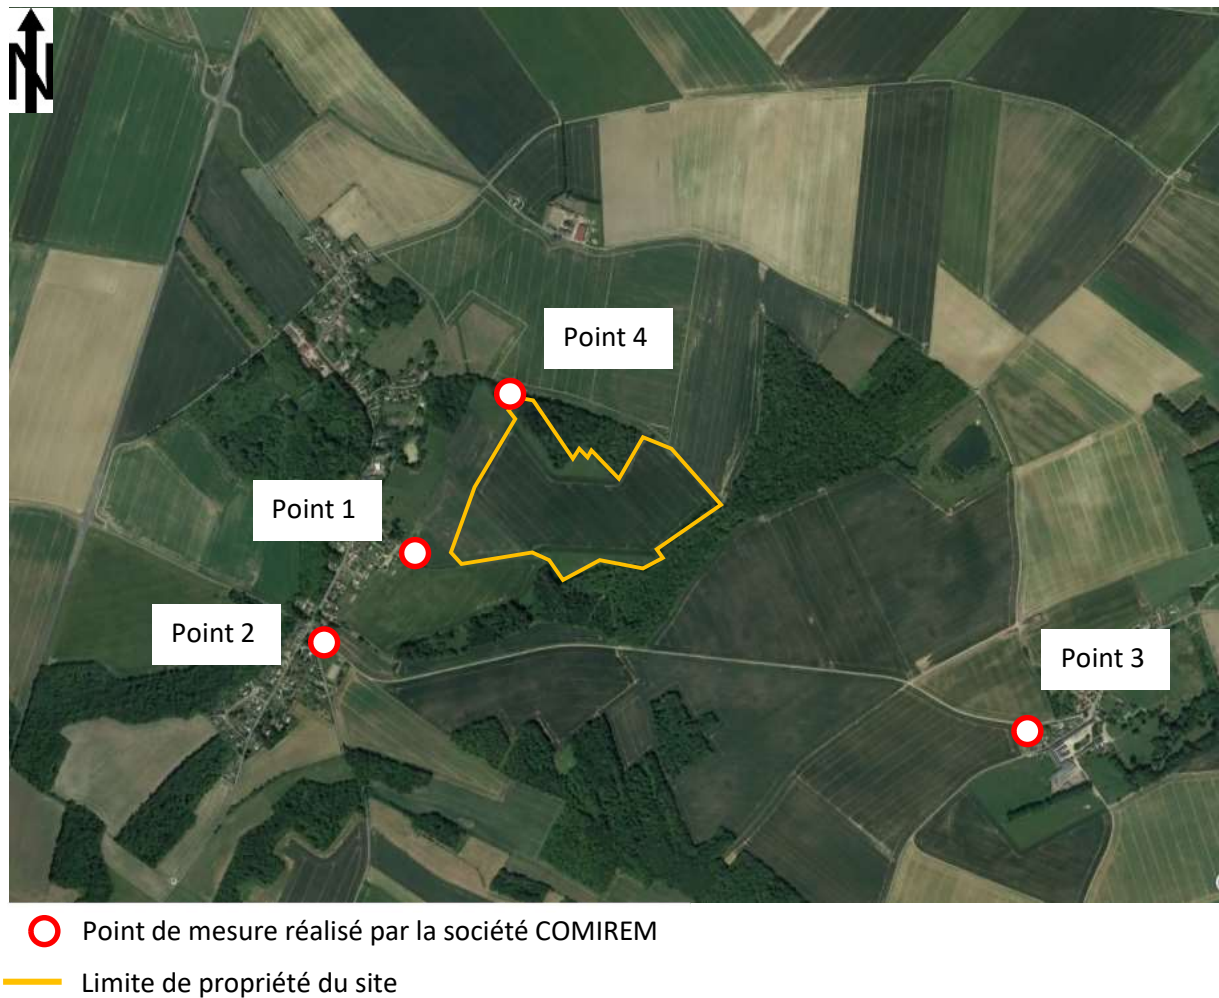 N
Point 4
Point 1
Point 2
Point 3
Point de mesure réalisé par la société COMIREM
Limite de propriété du site